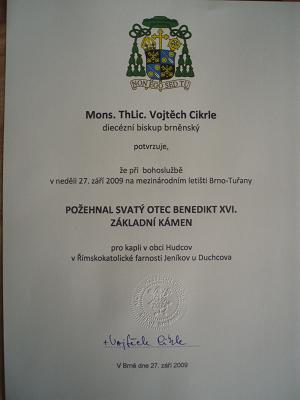 NON EGO SED TU
Mons. ThLic. Vojtěch Cikrle
diecézní biskup brněnský
potvrzuje,
že při bohoslužbě
v neděli 27. září 2009 na mezinárodním letišti Brno-Tuřany
POŽEHNAL SVATÝ OTEC BENEDIKT XVI.
ZÁKLADNÍ KÁMEN
pro kapli v obci Hudcov
v Římskokatolické farnosti Jeníkov u Duchcova
+Vojtěch Cikrle
V Brně dne 27. září 2009